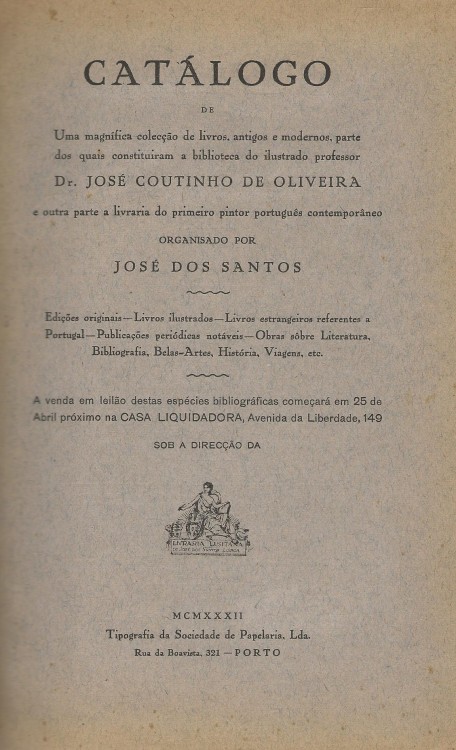 CATÁLOGO
DE
Uma magnífica colecção de livros, antigos e modernos, parte
dos quais constituiram a biblioteca do ilustrado professor
Dr. JOSÉ COUTINHO DE OLIVEIRA
e outra parte a livraria do primeiro pintor português contemporâneo
ORGANISADO POR
JOSÉ DOS SANTOS
Edições originais—Livros ilustrados—Livros estrangeiros referentes a
Portugal—Publicações periódicas notáveis—Obras sôbre Literatura,
Bibliografia, Belas-Artes, História, Viagens, etc.
A venda em leilão destas espécies bibliográficas começará em 25 de
Abril próximo na CASA LIQUIDADORA, Avenida da Liberdade, 149
SOB A DIRECÇÃO DA
LIVRARIA LUSITANA
MCMXXXII
Tipografia da Sociedade de Papelaria, Lda.
Rua da Boavista, 321 — PORTO